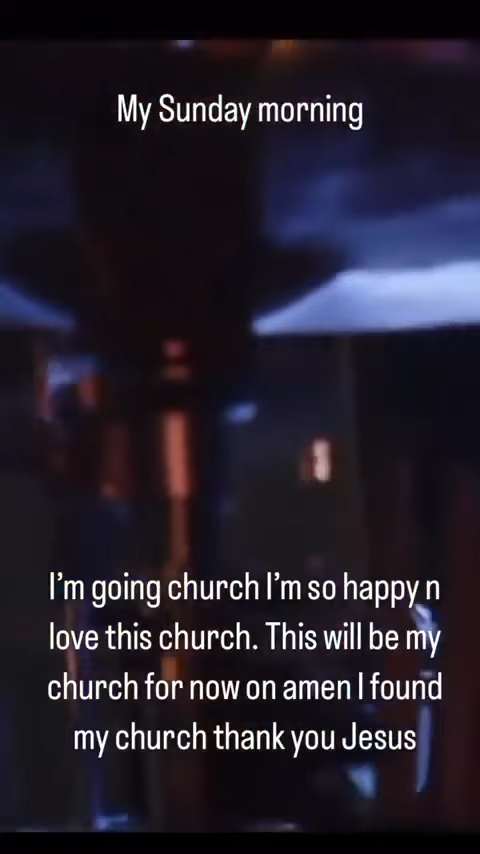 My Sunday morning
I'm going church I'm so happy n
love this church. This will be my
church for now on amen I found
my church thank you Jesus